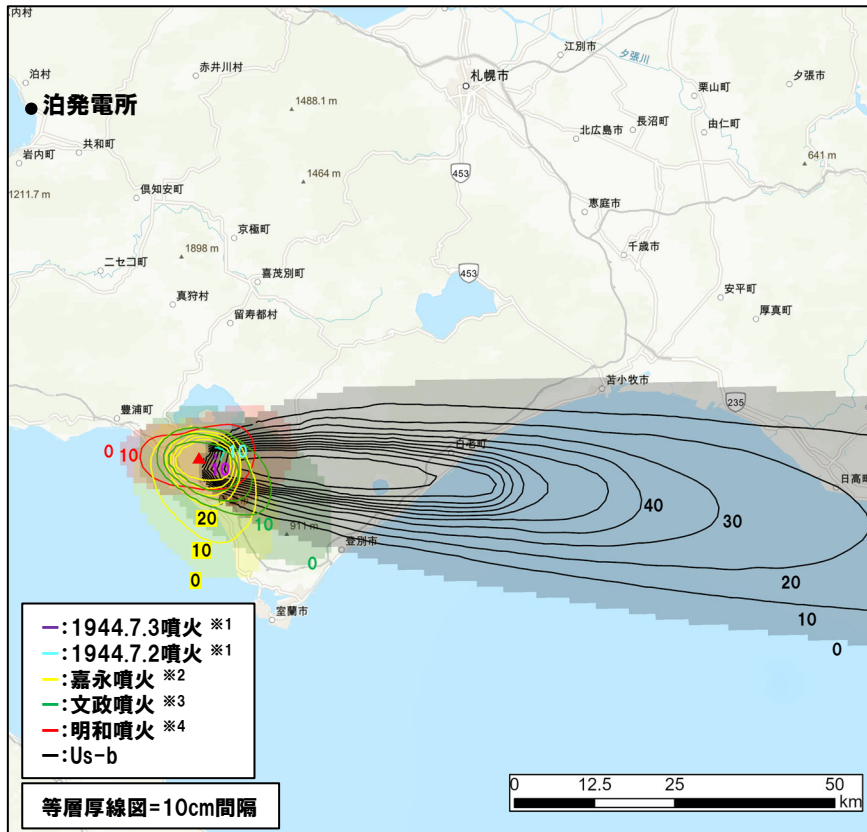 ム内村
赤井川村
江別市
夕張川
泊村
札幌市
栗山町
夕張市
1488.1 m
泊発電所
北広島市
長沼町
由仁町
共和町
岩内町
453
641 m
1464 m
1211.7 m
倶知安町
恵庭市
京極町
千歳市
1898 m
ニセコ町
喜茂別町
453
安平町
真狩村
厚真町
留寿都村
苫小牧市
235
豊浦町
白老町
0
10
10
日高町
40
20
10
911 m
30
10
登別市
0
0
20
室蘭市
10
0
ー:1944.7.3噴火 ※1
ー:1944.7.2噴火 ※1
ー:嘉永噴火 ※2
ー:文政噴火 ※3
ー:明和噴火 ※4
ー:Us-b
等層厚線図=10cm間隔
0 12.5 25 50
km